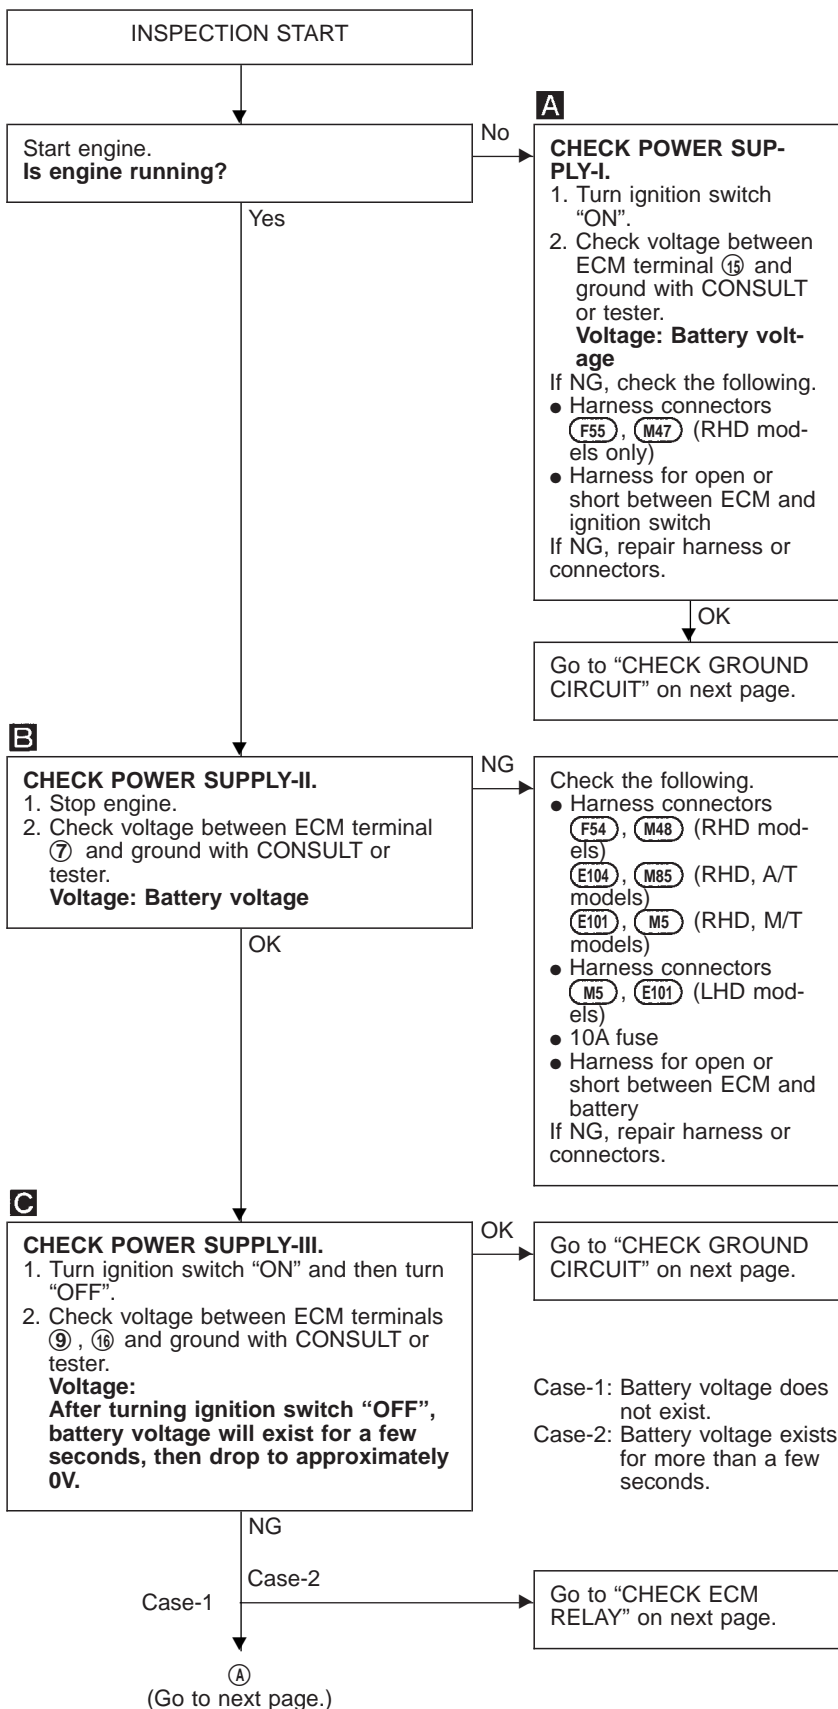 INSPECTION START
Start engine.
Is engine running?
No
Yes
A
CHECK POWER SUP-
PLY-I.
1. Turn ignition switch
“ON”.
2. Check voltage between
ECM terminal ⑮ and
ground with CONSULT
or tester.
Voltage: Battery volt-
age
If NG, check the following.
● Harness connectors
F55, M47 (RHD mod-
els only)
● Harness for open or
short between ECM and
ignition switch
If NG, repair harness or
connectors.
OK
Go to “CHECK GROUND
CIRCUIT” on next page.
B
CHECK POWER SUPPLY-II.
1. Stop engine.
2. Check voltage between ECM terminal
⑦ and ground with CONSULT or
tester.
Voltage: Battery voltage
NG
OK
Check the following.
● Harness connectors
F54, M48 (RHD mod-
els)
E104, M85 (RHD, A/T
models)
E101, M5 (RHD, M/T
models)
● Harness connectors
M5, E101 (LHD mod-
els)
● 10A fuse
● Harness for open or
short between ECM and
battery
If NG, repair harness or
connectors.
C
CHECK POWER SUPPLY-III.
1. Turn ignition switch “ON” and then turn
“OFF”.
2. Check voltage between ECM terminals
⑨, ⑯ and ground with CONSULT or
tester.
Voltage:
After turning ignition switch “OFF”,
battery voltage will exist for a few
seconds, then drop to approximately
0V.
OK
Go to “CHECK GROUND
CIRCUIT” on next page.
Case-1: Battery voltage does
not exist.
Case-2: Battery voltage exists
for more than a few
seconds.
NG
Case-1
Case-2
Go to “CHECK ECM
RELAY” on next page.
Ⓐ
(Go to next page.)